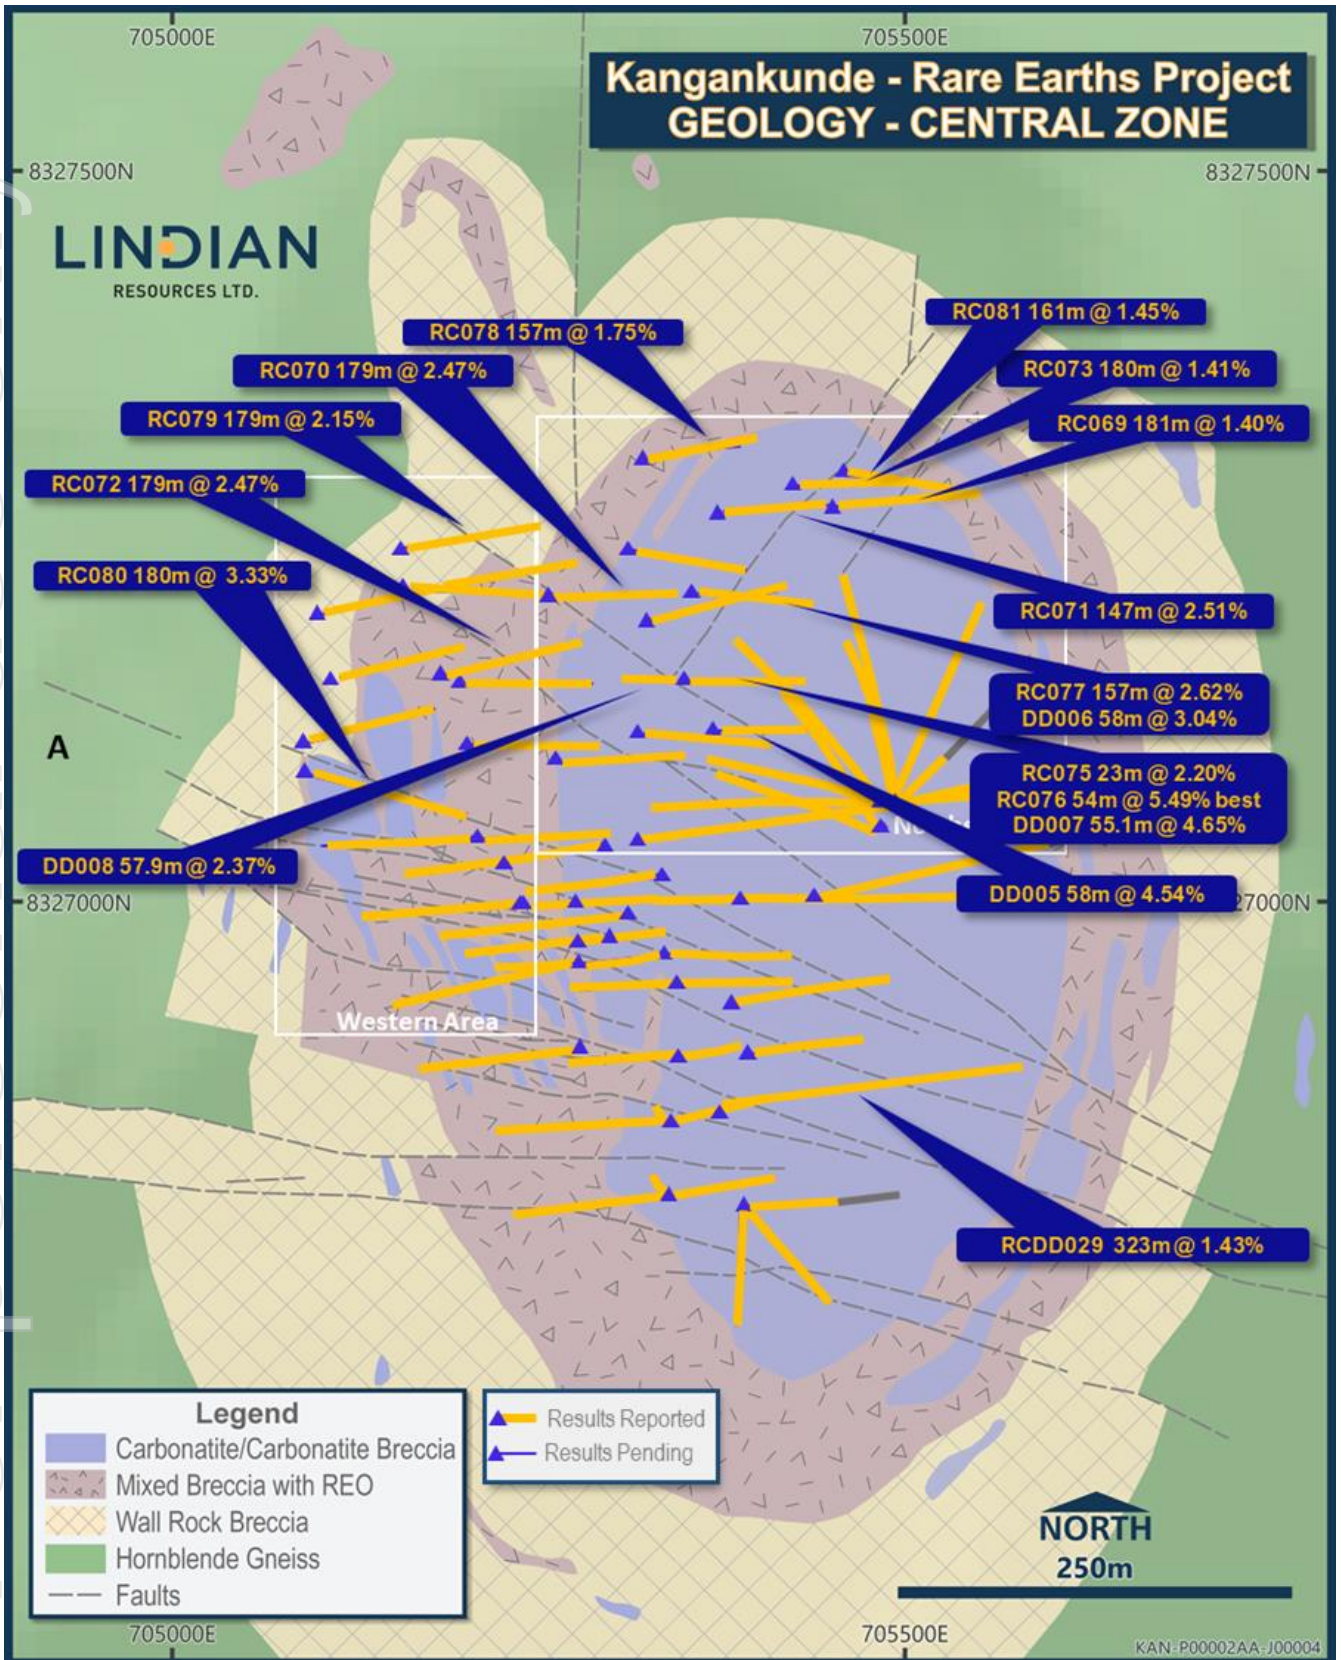 705000E
705500E
Kangankunde - Rare Earths Project
GEOLOGY - CENTRAL ZONE
8327500N
8327500N
LINDIAN
RESOURCES LTD.
RC081 161m @ 1.45%
RC078 157m @ 1.75%
RC073 180m @ 1.41%
RC070 179m @ 2.47%
RC079 179m @ 2.15%
RC069 181m @ 1.40%
RC072 179m @ 2.47%
RC080 180m @ 3.33%
RC071 147m @ 2.51%
RC077 157m @ 2.62%
DD006 58m @ 3.04%
A
RC075 23m @ 2.20%
RC076 54m @ 5.49% best
DD007 55.1m @ 4.65%
DD008 57.9m @ 2.37%
DD005 58m @ 4.54%
8327000N
27000N
Western Area
RCDD029 323m @ 1.43%
Legend
Carbonatite/Carbonatite Breccia
Mixed Breccia with REO
Wall Rock Breccia
Hornblende Gneiss
Faults
Results Reported
Results Pending
NORTH
250m
705000E
705500E
KAN-P00002AA-J00004